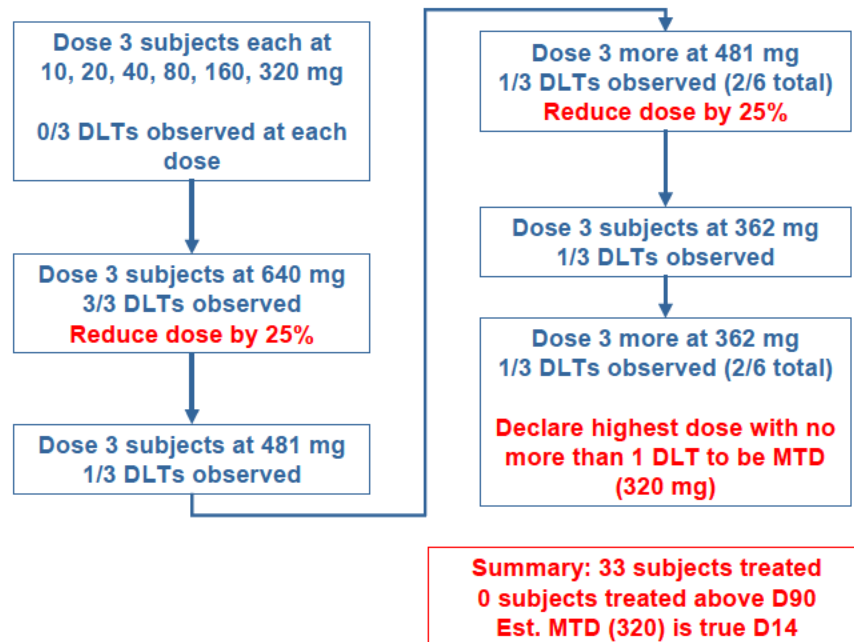 Dose 3 subjects each at
10, 20, 40, 80, 160, 320 mg
0/3 DLTs observed at each
dose
Dose 3 subjects at 640 mg
3/3 DLTs observed
Reduce dose by 25%
Dose 3 subjects at 481 mg
1/3 DLTs observed
Dose 3 more at 481 mg
1/3 DLTs observed (2/6 total)
Reduce dose by 25%
Dose 3 subjects at 362 mg
1/3 DLTs observed
Dose 3 more at 362 mg
1/3 DLTs observed (2/6 total)
Declare highest dose with no
more than 1 DLT to be MTD
(320 mg)
Summary: 33 subjects treated
0 subjects treated above D90
Est. MTD (320) is true D14